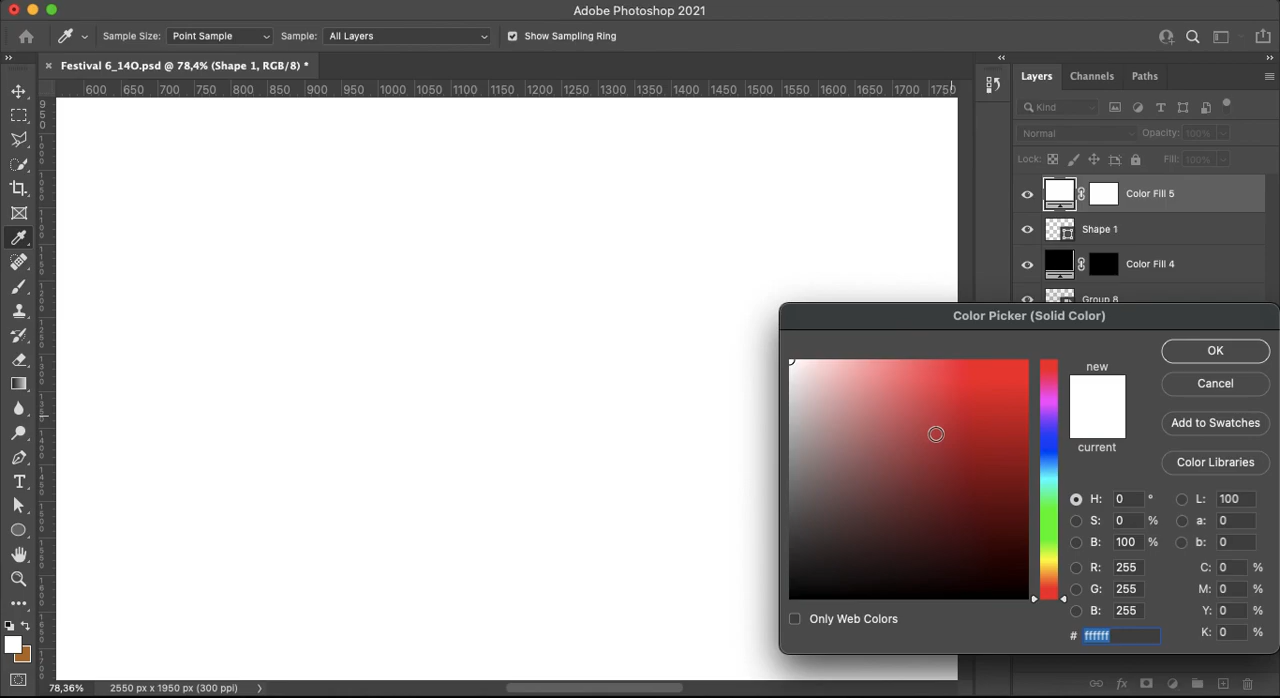 Adobe Photoshop 2021
Sample Size: Point Sample Sample: All Layers Show Sampling Ring
Festival 6_14O.psd @ 78,4% (Shape 1, RGB/8) *
600 650 700 750 800 850 900 950 1000 1050 1100 1150 1200 1250 1300 1350 1400 1450 1500 1550 1600 1650 1700 1750
Layers Channels Paths
Kind
Normal Opacity: 100%
Lock: Fill: 100%
Color Fill 5
Shape 1
Color Fill 4
Group 8
Color Picker (Solid Color)
new
current
OK
Cancel
Add to Swatches
Color Libraries
H: 0 ° L: 100
S: 0 % a: 0
B: 100 % b: 0
R: 255 C: 0 %
G: 255 M: 0 %
B: 255 Y: 0 %
# ffffff K: 0 %
Only Web Colors
78,36% 2550 px x 1950 px (300 ppi)